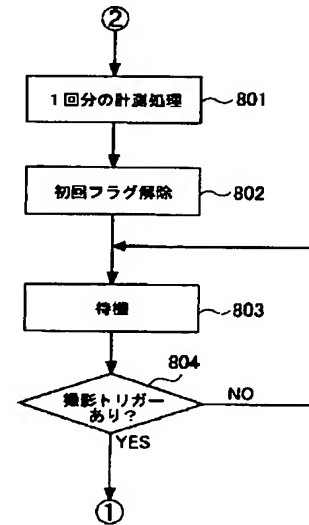 ②
1回分の計測処理
801
初回フラグ解除
802
待機
803
804
撮影トリガー
あり?
NO
YES
①